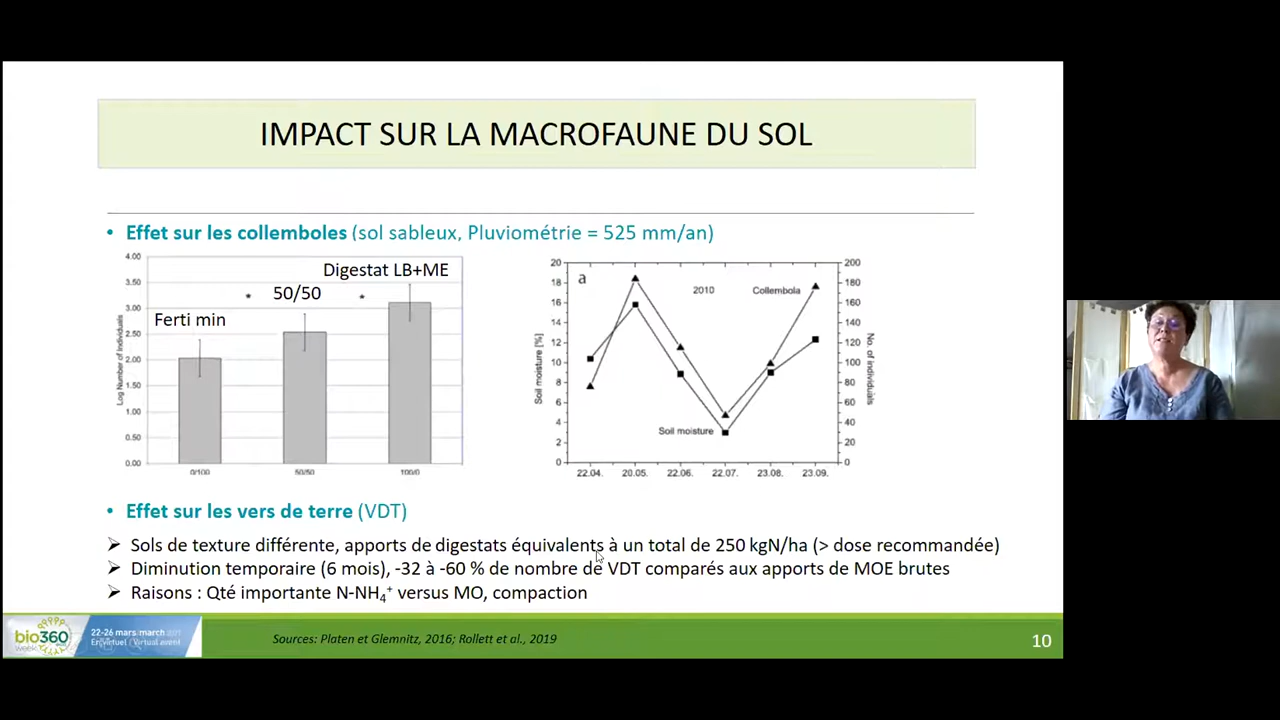 IMPACT SUR LA MACROFAUNE DU SOL
• Effet sur les collemboles (sol sableux, Pluviométrie = 525 mm/an)
4.00
3.50
3.00
2.50
2.00
1.50
1.00
0.50
0.00
Log Number of Individuals
Ferti min
* 50/50 *
Digestat LB+ME
0/100 50/50 100/0
a
2010
Collembola
Soil moisture
Soil moisture [%]
20
18
16
14
12
10
8
6
4
2
0
200
180
160
140
120
100
80
60
40
20
0
No. of individuals
22.04. 20.05. 22.06. 22.07. 23.08. 23.09.
• Effet sur les vers de terre (VDT)
➢ Sols de texture différente, apports de digestats équivalents à un total de 250 kgN/ha (> dose recommandée)
➢ Diminution temporaire (6 mois), -32 à -60 % de nombre de VDT comparés aux apports de MOE brutes
➢ Raisons : Qté importante N-NH₄⁺ versus MO, compaction
bio360
week
22-26 mars/march
En virtuel / Virtual event
Sources: Platen et Glemnitz, 2016; Rollett et al., 2019
10